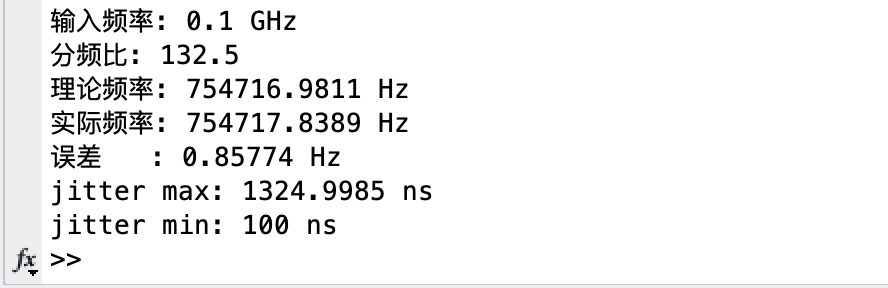 输入频率: 0.1 GHz
分频比: 132.5
理论频率: 754716.9811 Hz
实际频率: 754717.8389 Hz
误差   : 0.85774 Hz
jitter max: 1324.9985 ns
jitter min: 100 ns
fx >>